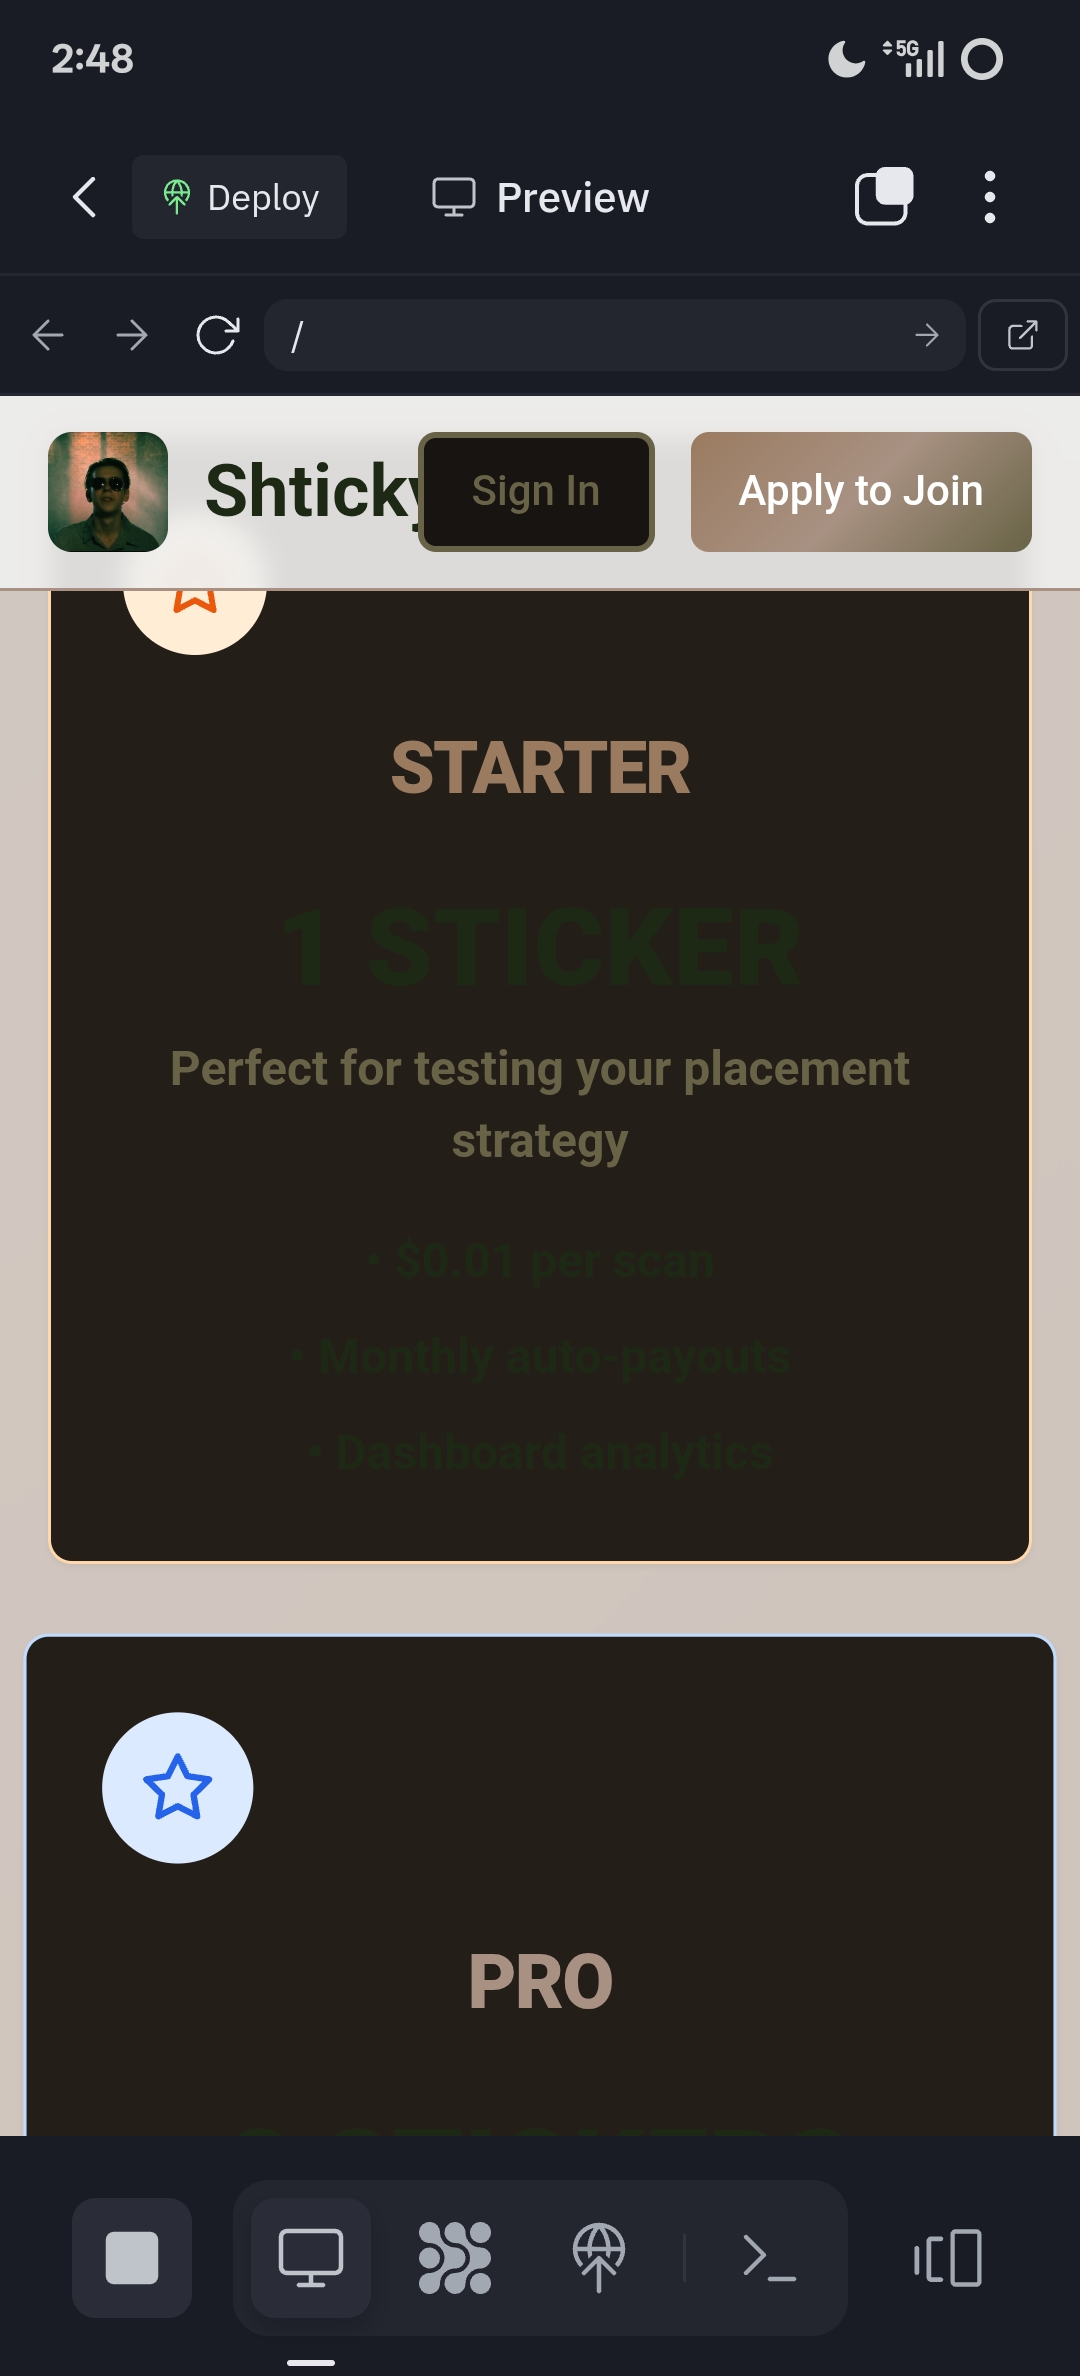 2:48
5G
Deploy
Preview
/
Shticky
Sign In
Apply to Join
STARTER
1 STICKER
Perfect for testing your placement
strategy
• $0.01 per scan
• Monthly auto-payouts
• Dashboard analytics
PRO